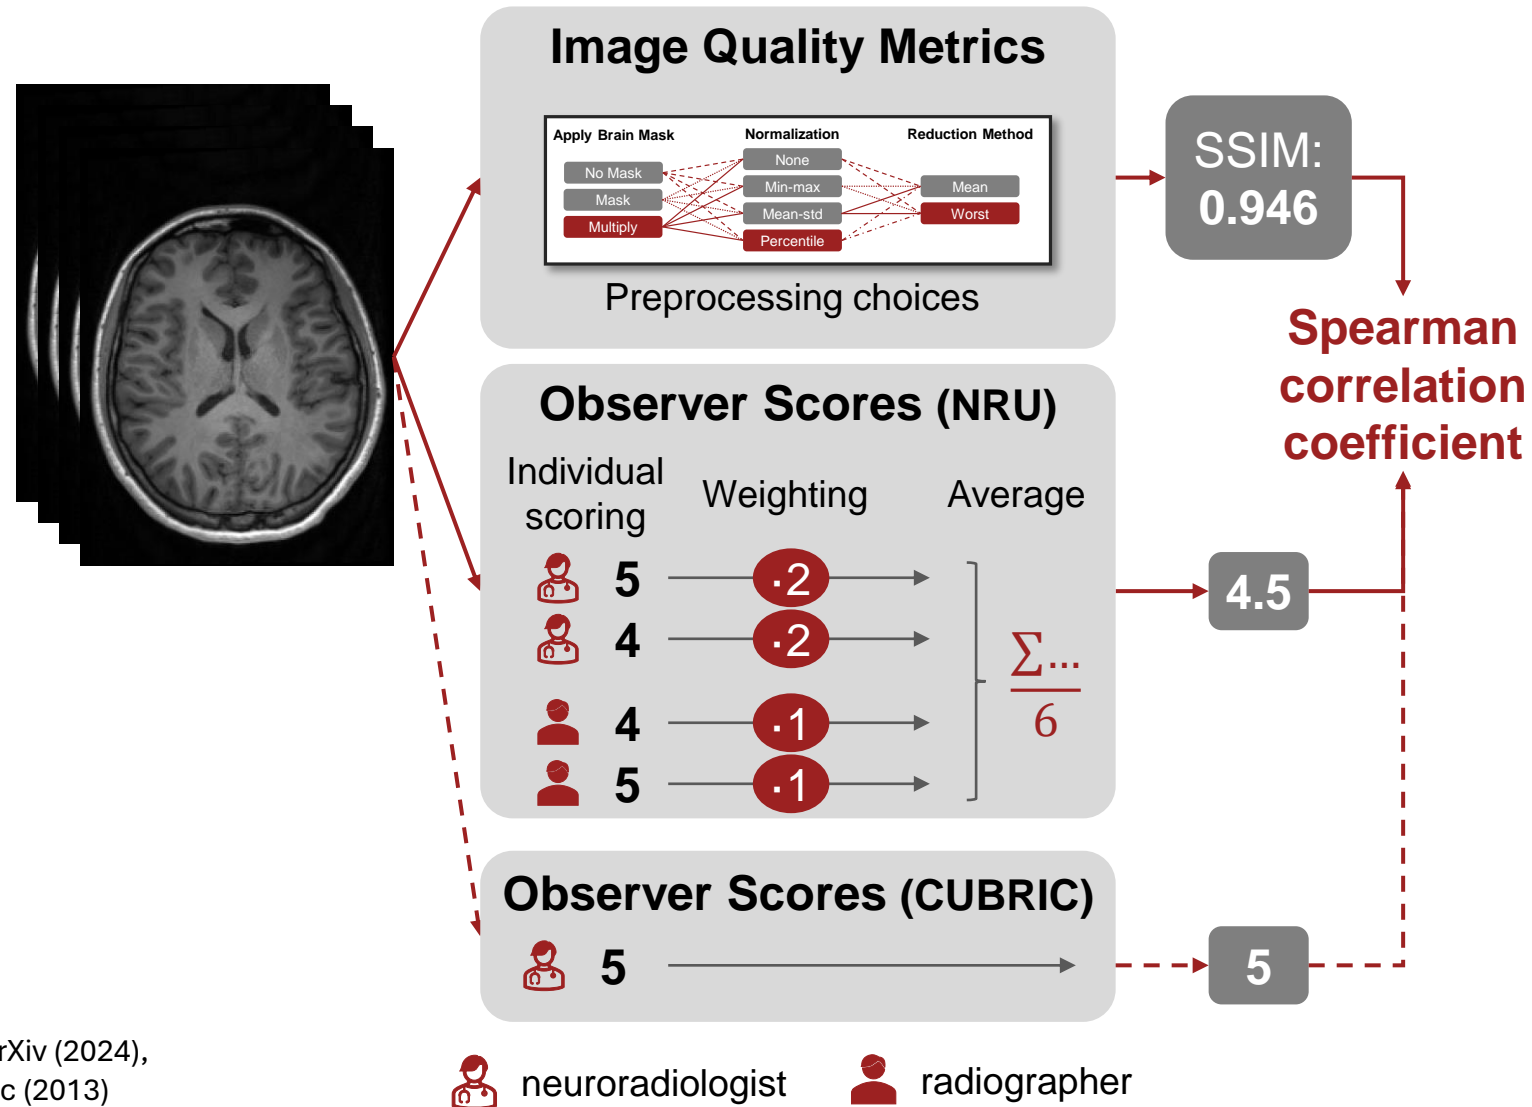 Image Quality Metrics
Apply Brain Mask
Normalization
Reduction Method
No Mask
Mask
Multiply
None
Min-max
Mean-std
Percentile
Mean
Worst
Preprocessing choices
SSIM:
0.946
Spearman
correlation
coefficient
Observer Scores (NRU)
Individual
scoring
Weighting
Average
5
·2
4
·2
4
·1
5
·1
∑...
6
4.5
Observer Scores (CUBRIC)
5
5
rXiv (2024),
c (2013)
neuroradiologist
radiographer